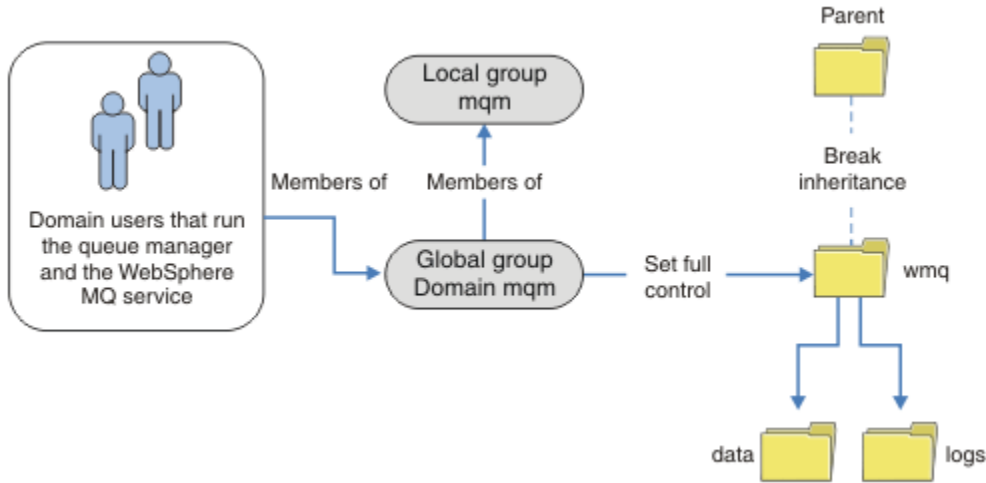 Parent
Local group
mqm
Members of
Members of
Break
inheritance
Domain users that run
the queue manager
and the WebSphere
MQ service
Global group
Domain mqm
Set full
control
wmq
data
logs